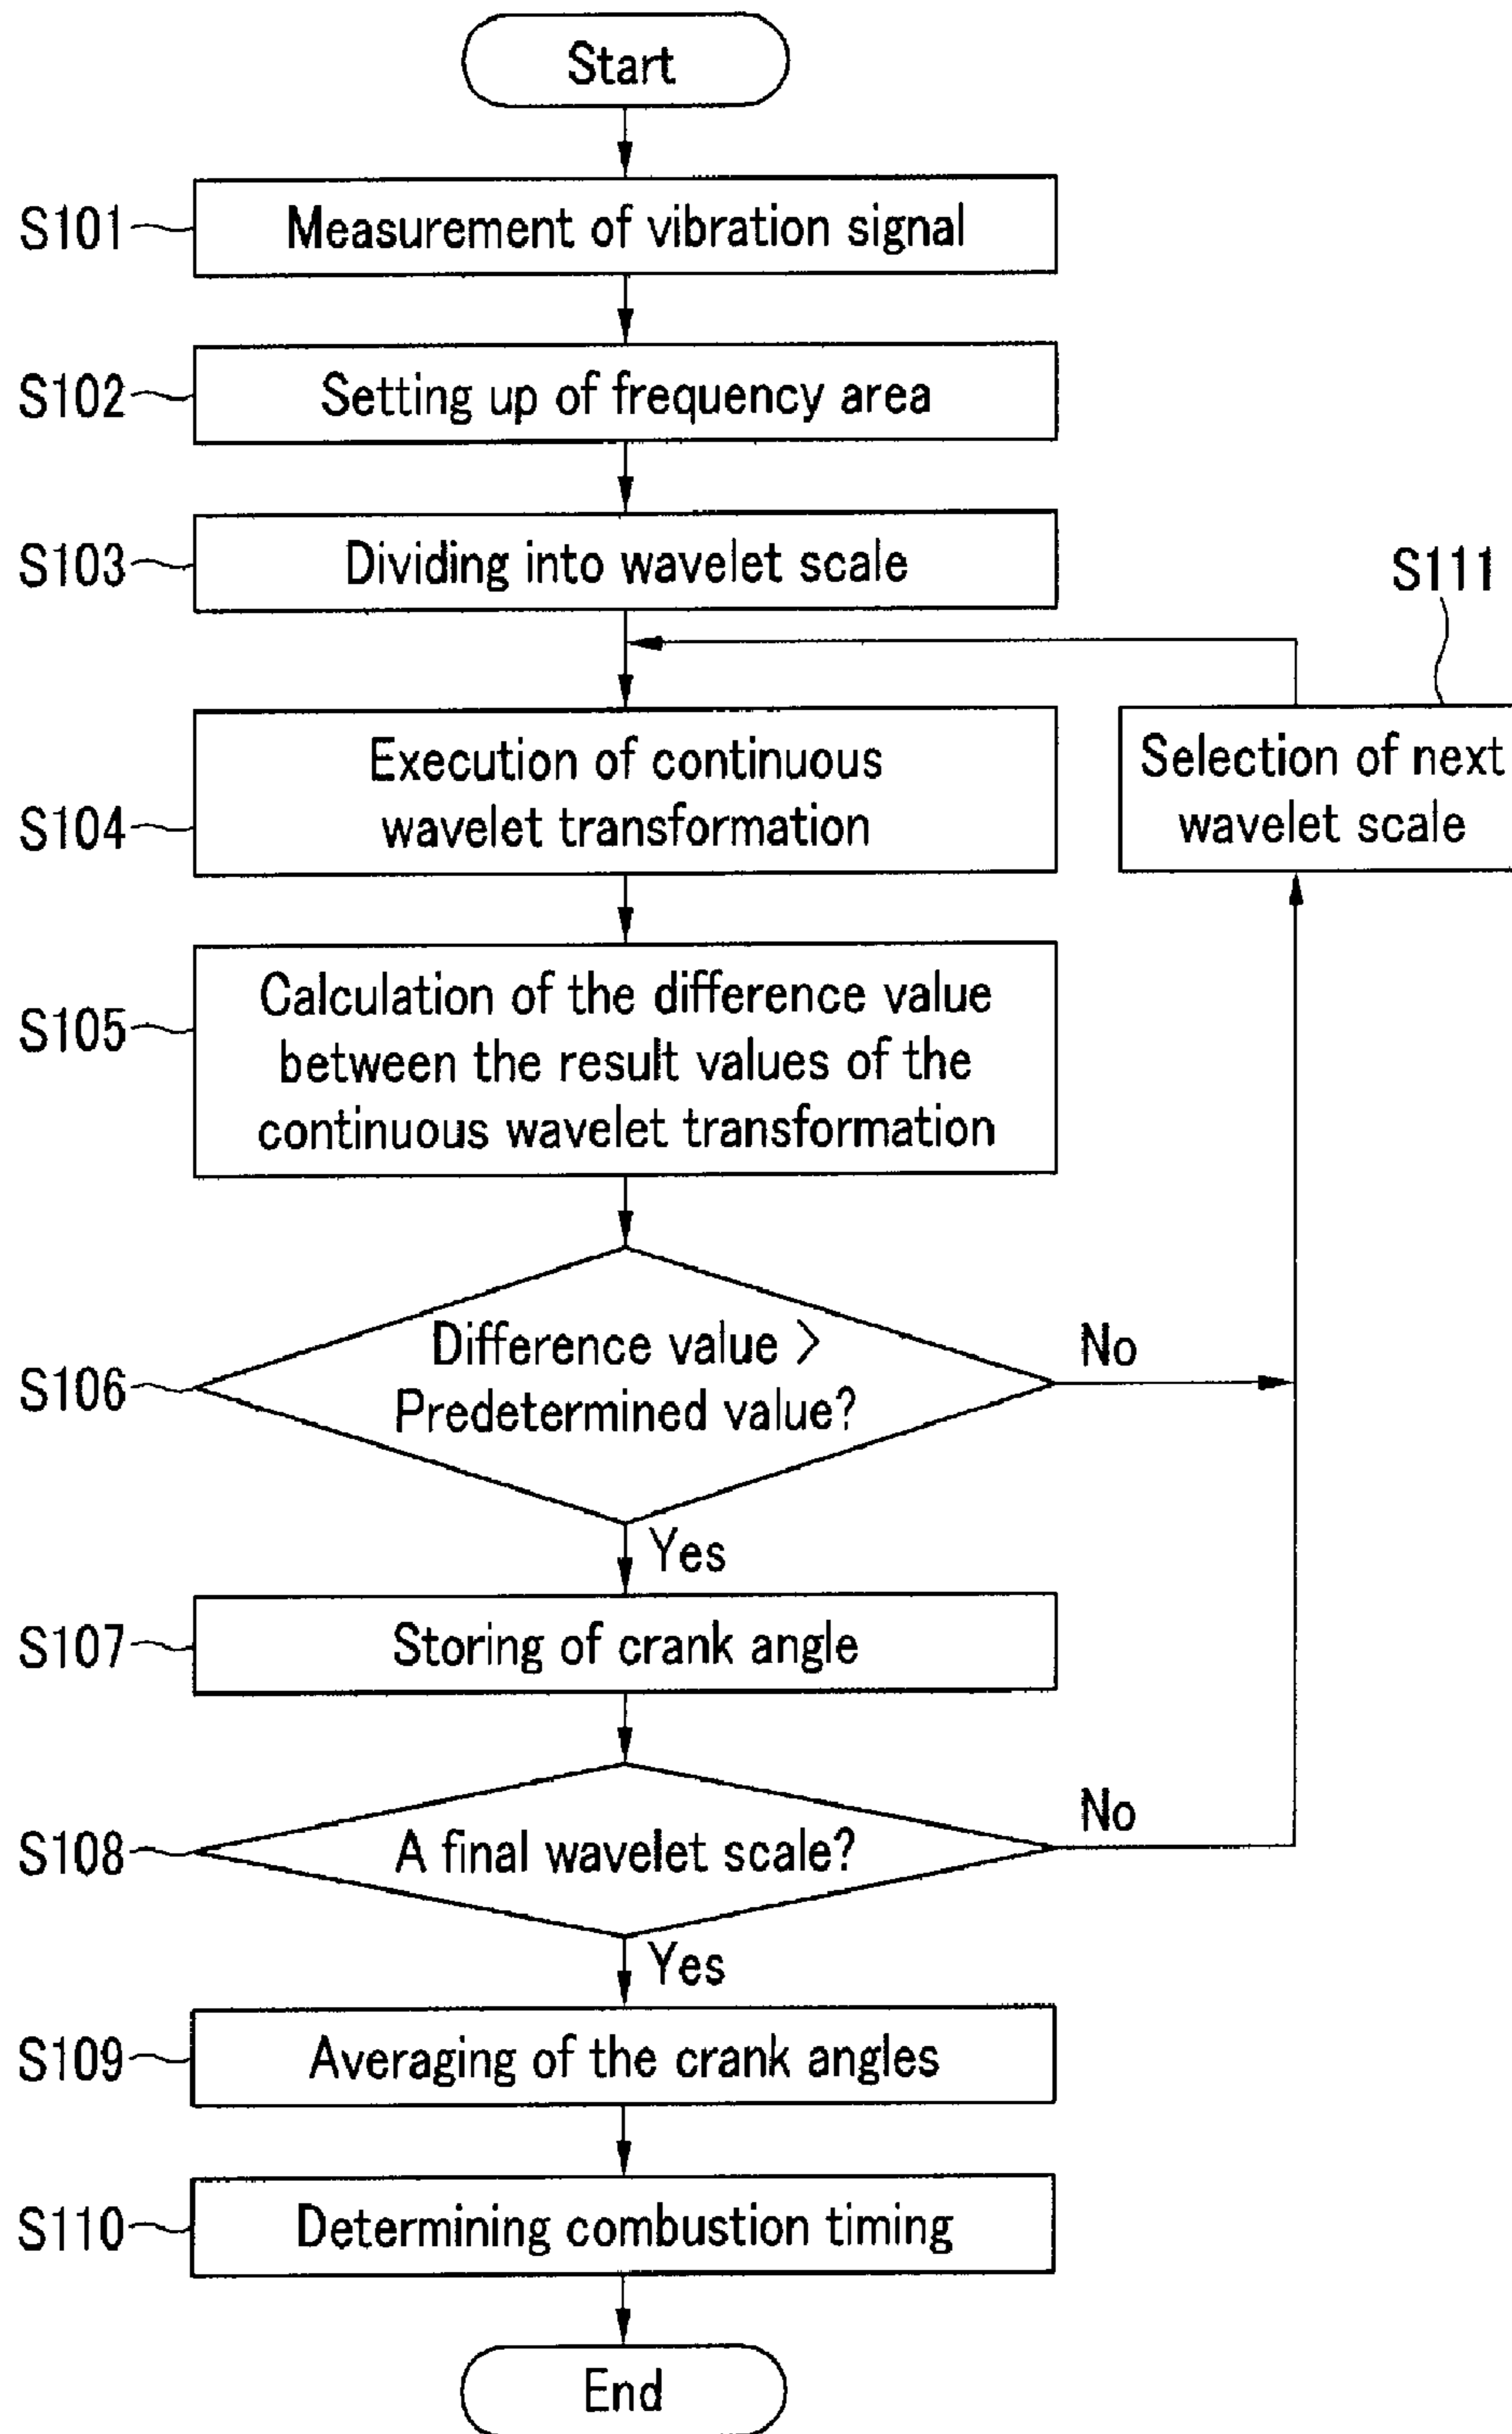 Start
S101
Measurement of vibration signal
S102
Setting up of frequency area
S103
Dividing into wavelet scale
S111
Selection of next
wavelet scale
S104
Execution of continuous
wavelet transformation
S105
Calculation of the difference value
between the result values of the
continuous wavelet transformation
S106
Difference value >
Predetermined value?
No
Yes
S107
Storing of crank angle
S108
A final wavelet scale?
No
Yes
S109
Averaging of the crank angles
S110
Determining combustion timing
End